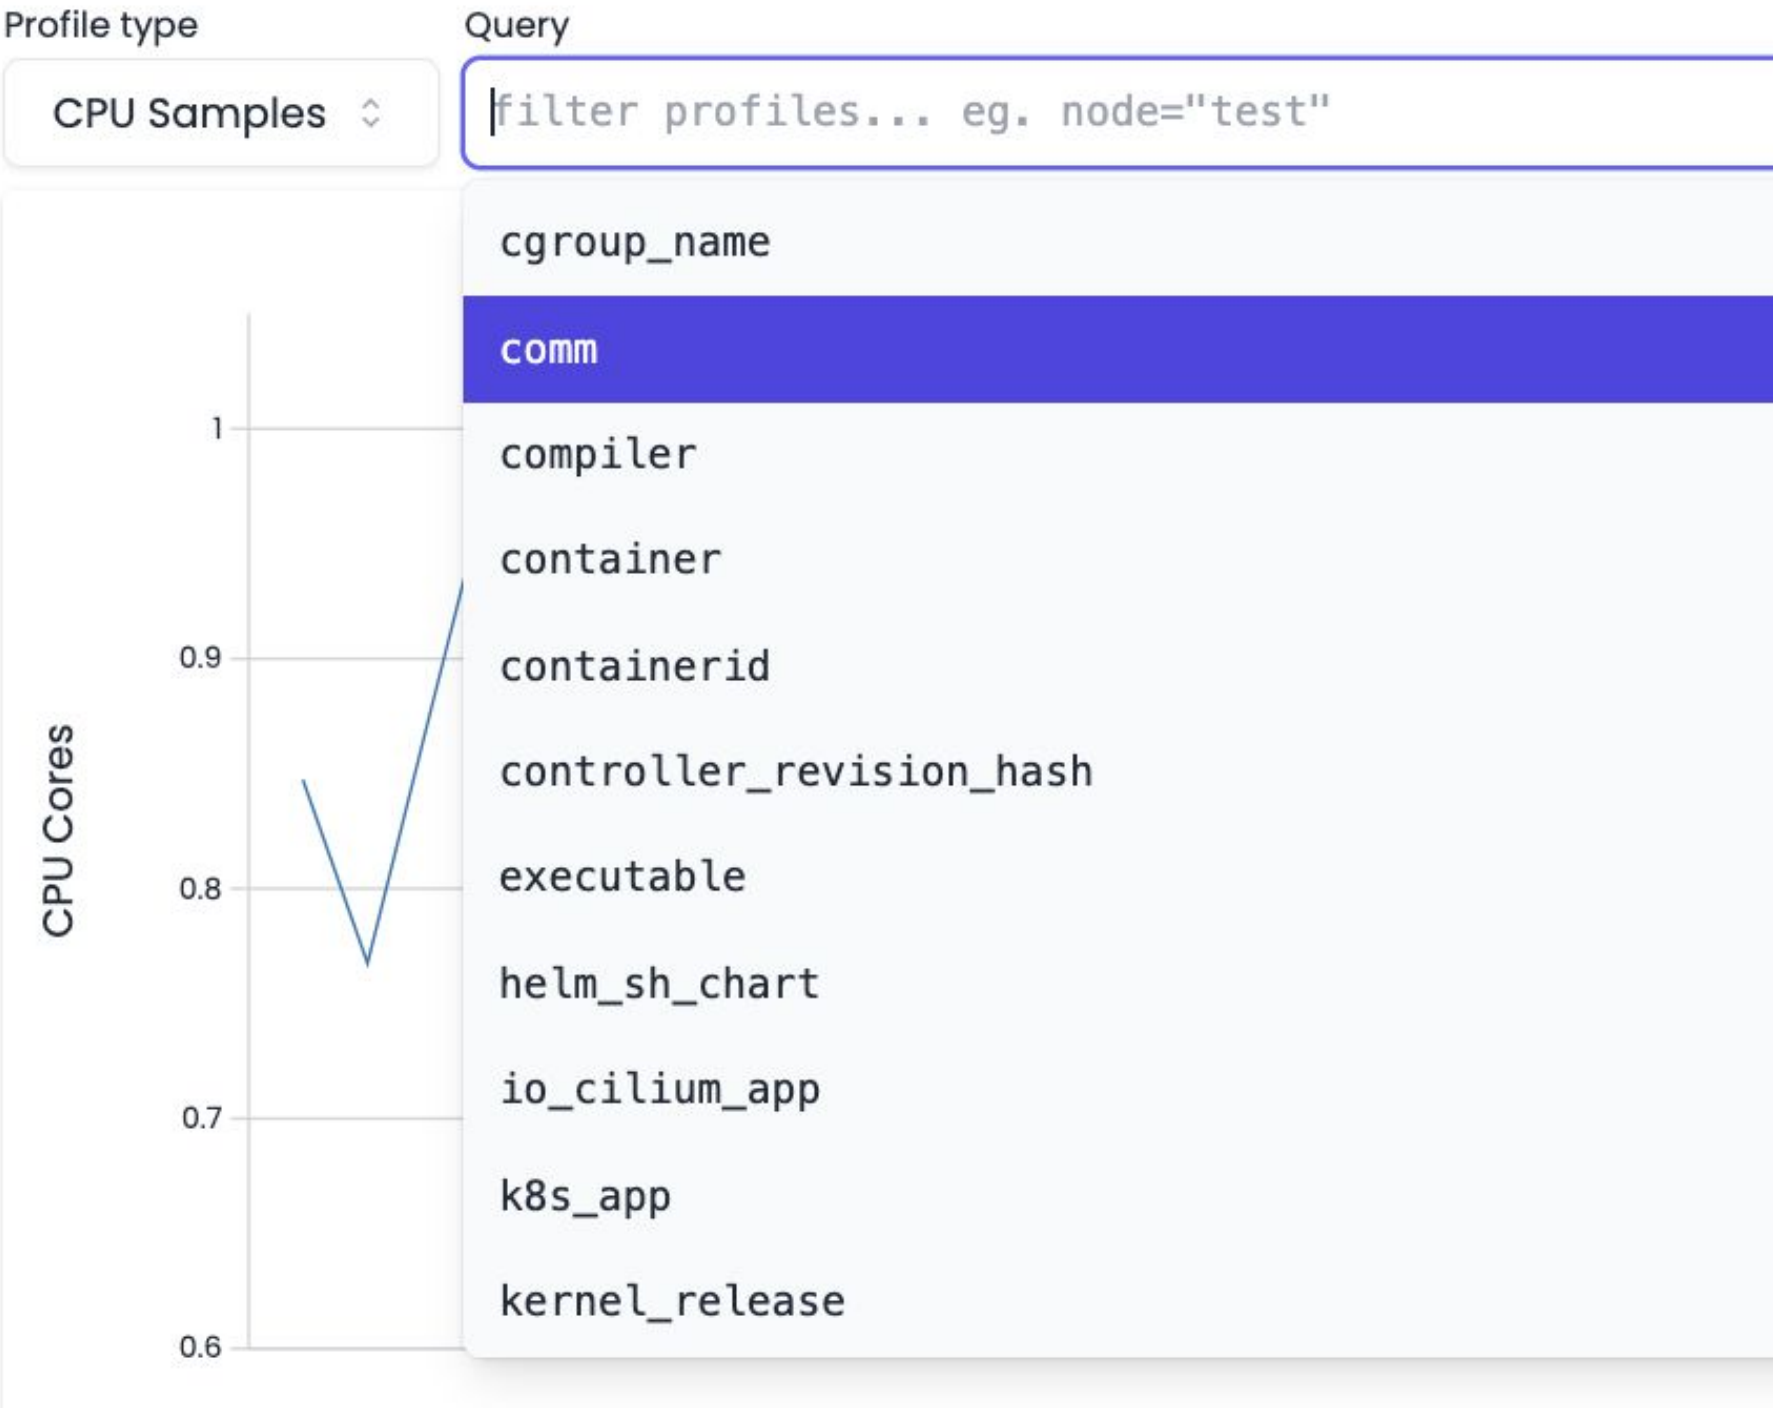 Profile type
Query
CPU Samples
filter profiles... eg. node="test"
cgroup_name
comm
compiler
container
containerid
controller_revision_hash
executable
helm_sh_chart
io_cilium_app
k8s_app
kernel_release
CPU Cores
1
0.9
0.8
0.7
0.6